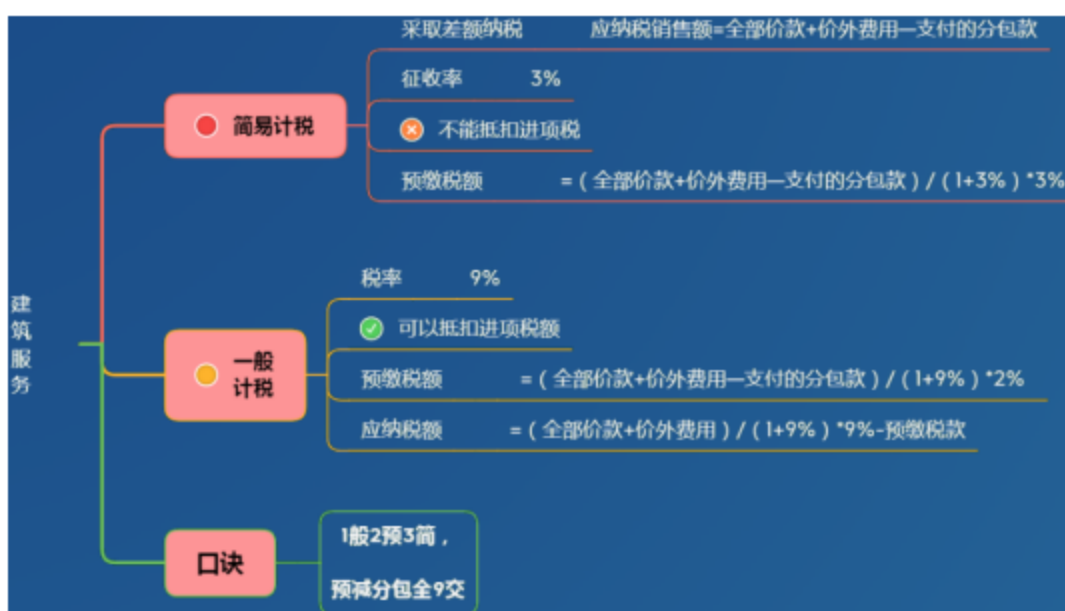 采取差额纳税 应纳税销售额=全部价款+价外费用—支付的分包款
征收率 3%
简易计税
不能抵扣进项税
预缴税额 =（全部价款+价外费用—支付的分包款）/（1+3%）*3%
税率 9%
建
筑
服
务
可以抵扣进项税额
一般
计税
预缴税额 =（全部价款+价外费用—支付的分包款）/（1+9%）*2%
应纳税额 =（全部价款+价外费用）/（1+9%）*9%-预缴税款
口诀
1般2预3简，
预减分包全9交